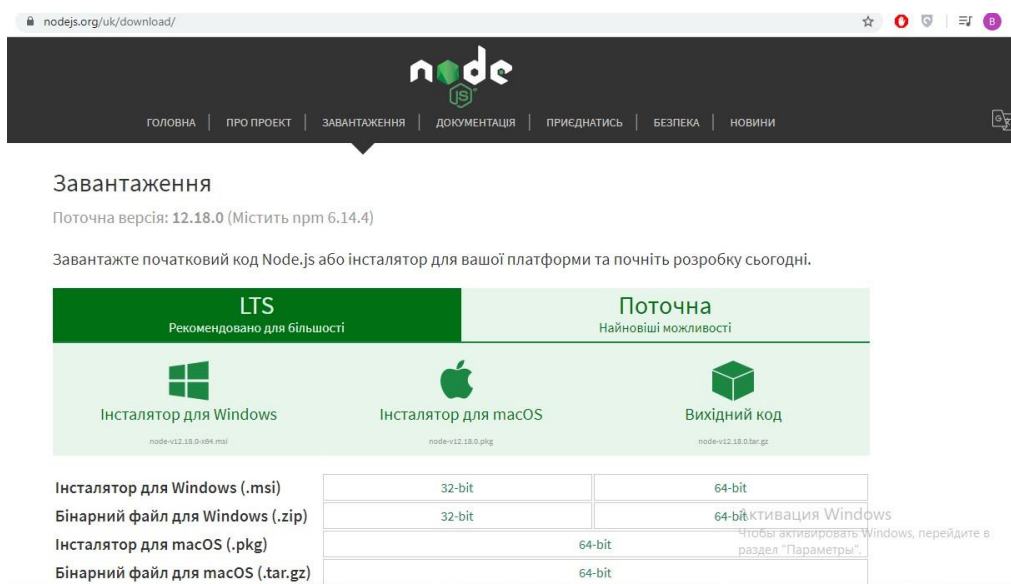 nodejs.org/uk/download/
B
node
JS
ГОЛОВНА | ПРО ПРОЕКТ | ЗАВАНТАЖЕННЯ | ДОКУМЕНТАЦІЯ | ПРИЄДНАТИСЬ | БЕЗПЕКА | НОВИНИ
Завантаження
Поточна версія: 12.18.0 (Містить npm 6.14.4)
Завантажте початковий код Node.js або інсталятор для вашої платформи та почніть розробку сьогодні.
LTS
Рекомендовано для більшості
Поточна
Найновіші можливості
Інсталятор для Windows
node-v12.18.0-x64.msi
Інсталятор для macOS
node-v12.18.0.pkg
Вихідний код
node-v12.18.0.tar.gz
Інсталятор для Windows (.msi) 32-bit 64-bit
Бінарний файл для Windows (.zip) 32-bit 64-bit
Інсталятор для macOS (.pkg) 64-bit
Бінарний файл для macOS (.tar.gz) 64-bit
Активация Windows
Чтобы активировать Windows, перейдите в
раздел "Параметры".